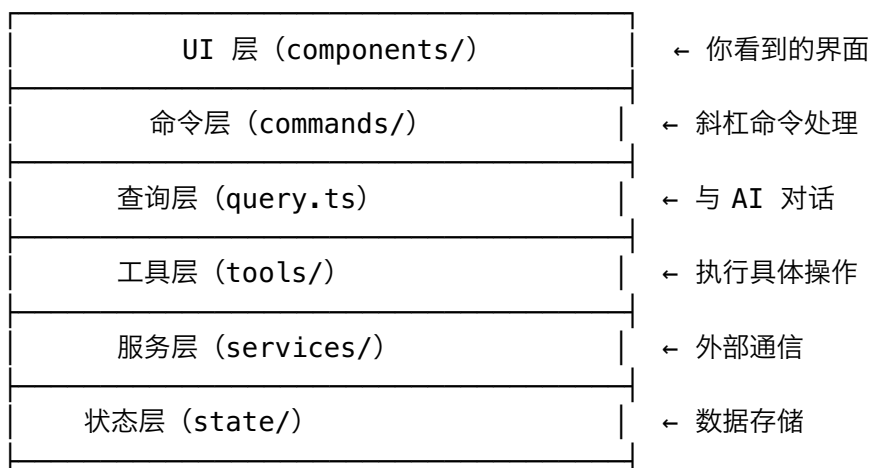 UI 层（components/） ← 你看到的界面
命令层（commands/） ← 斜杠命令处理
查询层（query.ts） ← 与 AI 对话
工具层（tools/） ← 执行具体操作
服务层（services/） ← 外部通信
状态层（state/） ← 数据存储